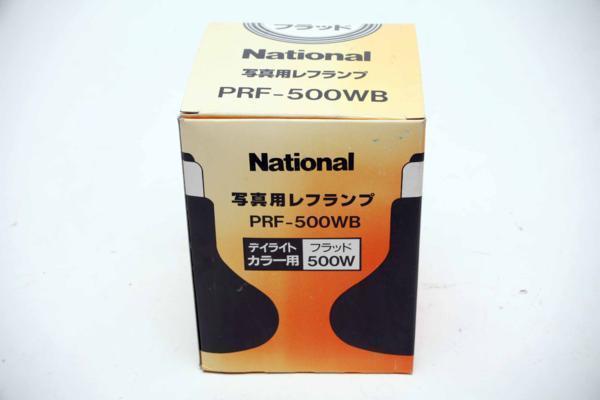 フラッド
National
写真用レフランプ
PRF-500WB
National
写真用レフランプ
PRF-500WB
デイライト
カラー用
フラッド
500W